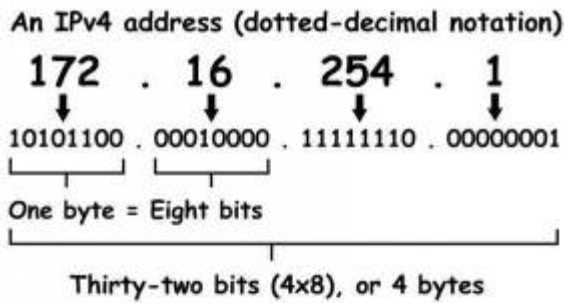 An IPv4 address (dotted-decimal notation)
172 . 16 . 254 . 1
10101100 . 00010000 . 11111110 . 00000001
One byte = Eight bits
Thirty-two bits (4x8), or 4 bytes